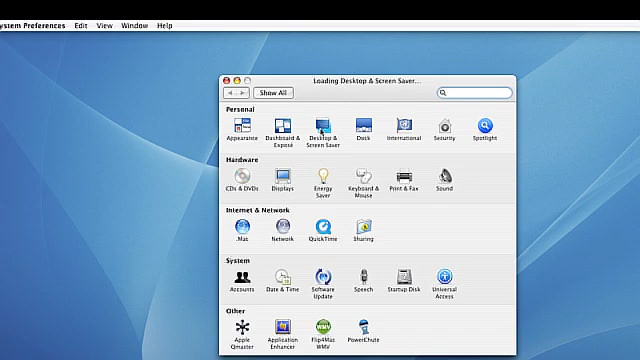 ystem Preferences Edit View Window Help
Loading Desktop & Screen Saver...
Show All
Personal
Appearance Dashboard & Exposé Desktop & Screen Saver Dock International Security Spotlight
Hardware
CDs & DVDs Displays Energy Saver Keyboard & Mouse Print & Fax Sound
Internet & Network
.Mac Network QuickTime Sharing
System
Accounts Date & Time Software Update Speech Startup Disk Universal Access
Other
WMV
Apple Qmaster Application Enhancer Flip4Mac WMV PowerChute